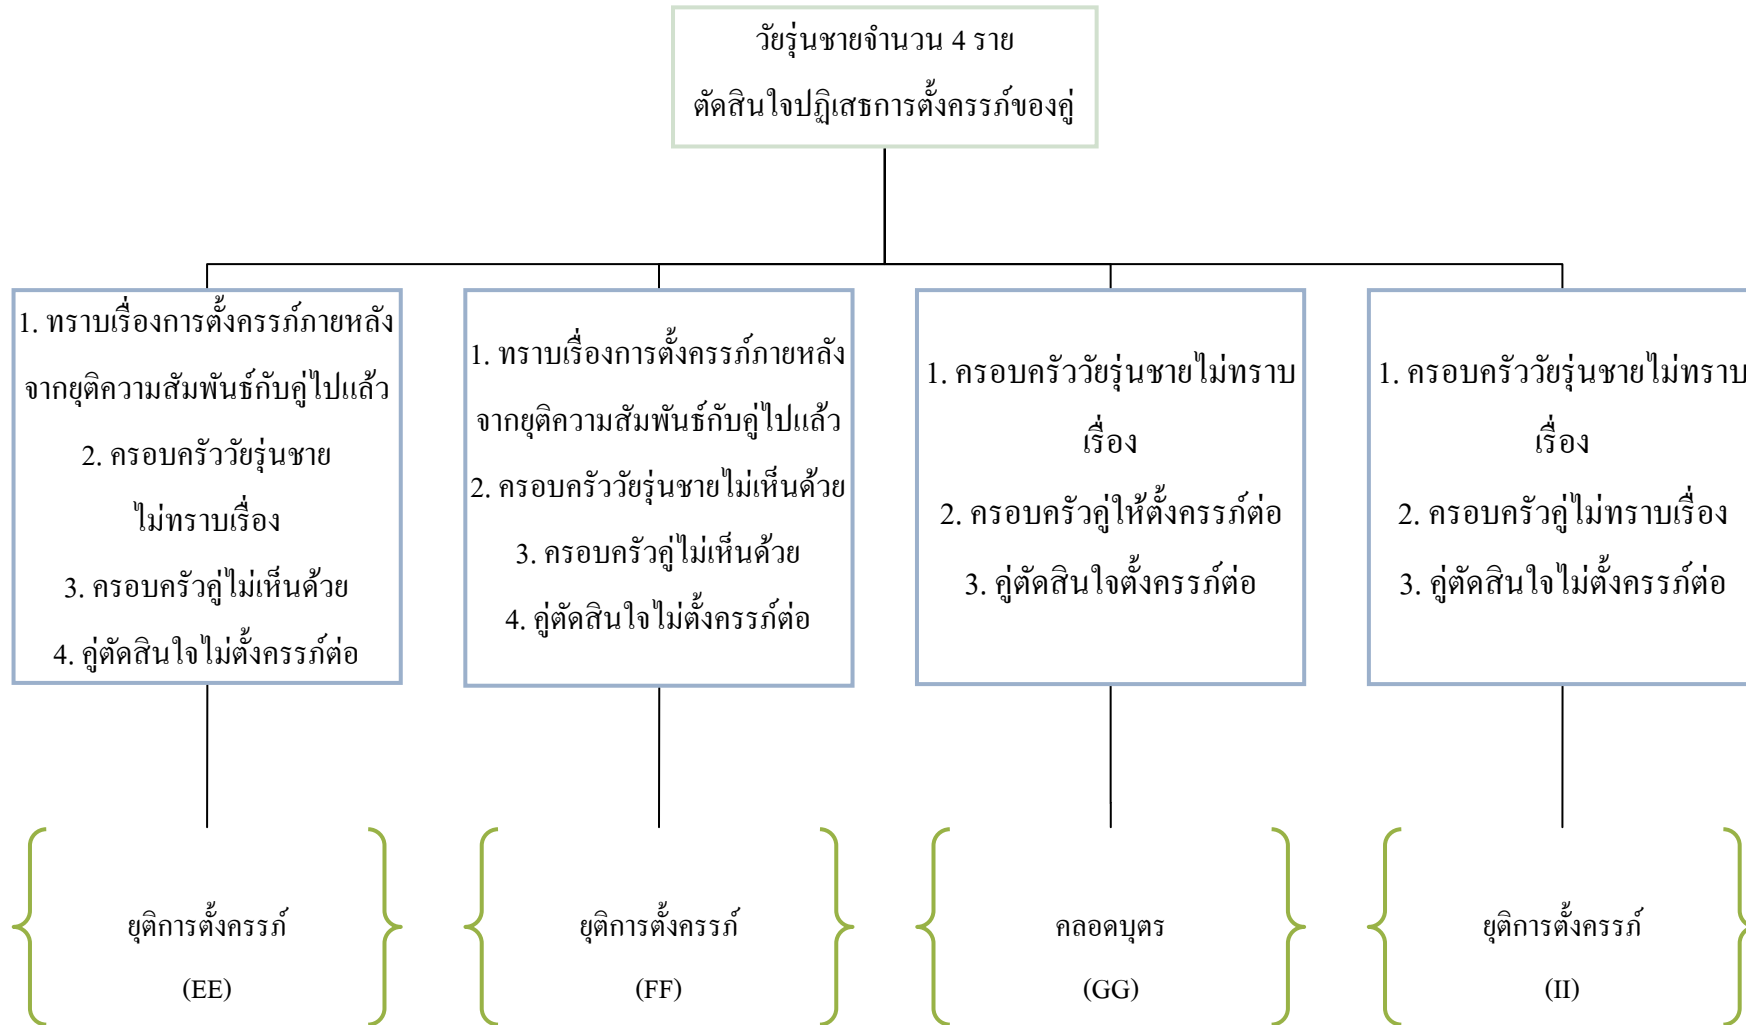 วัยรุ่นชายจำนวน 4 ราย
ตัดสินใจปฏิเสธการตั้งครรภ์ของคู่
1. ทราบเรื่องการตั้งครรภ์ภายหลัง
จากยุติความสัมพันธ์กับคู่ไปแล้ว
2. ครอบครัววัยรุ่นชาย
ไม่ทราบเรื่อง
3. ครอบครัวคู่ไม่เห็นด้วย
4. คู่ตัดสินใจไม่ตั้งครรภ์ต่อ
1. ทราบเรื่องการตั้งครรภ์ภายหลัง
จากยุติความสัมพันธ์กับคู่ไปแล้ว
2. ครอบครัววัยรุ่นชายไม่เห็นด้วย
3. ครอบครัวคู่ไม่เห็นด้วย
4. คู่ตัดสินใจไม่ตั้งครรภ์ต่อ
1. ครอบครัววัยรุ่นชายไม่ทราบ
เรื่อง
2. ครอบครัวคู่ให้ตั้งครรภ์ต่อ
3. คู่ตัดสินใจตั้งครรภ์ต่อ
1. ครอบครัววัยรุ่นชายไม่ทราบ
เรื่อง
2. ครอบครัวคู่ไม่ทราบเรื่อง
3. คู่ตัดสินใจไม่ตั้งครรภ์ต่อ
ยุติการตั้งครรภ์
(EE)
ยุติการตั้งครรภ์
(FF)
คลอดบุตร
(GG)
ยุติการตั้งครรภ์
(II)